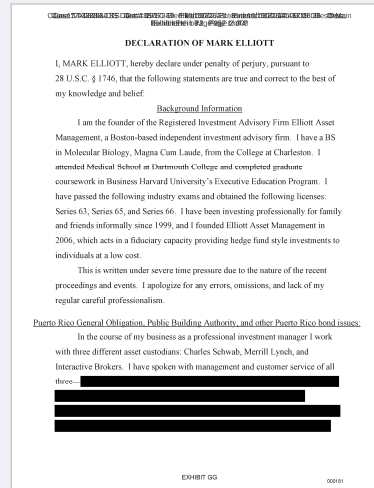 DECLARATION OF MARK ELLIOTT
I, MARK ELLIOTT, hereby declare under penalty of perjury, pursuant to
28 U.S.C. § 1746, that the following statements are true and correct to the best of
my knowledge and belief:
Background Information
I am the founder of the Registered Investment Advisory Firm Elliott Asset
Management, a Boston-based independent investment advisory firm. I have a BS
in Molecular Biology, Magna Cum Laude, from the College at Charleston. I
attended Medical School at Dartmouth College and completed graduate
coursework in Business Harvard University's Executive Education Program. I
have passed the following industry exams and obtained the following licenses:
Series 63, Series 65, and Series 66. I have been investing professionally for family
and friends informally since 1999, and I founded Elliott Asset Management in
2006, which acts in a fiduciary capacity providing hedge fund style investments to
individuals at a low cost.
This is written under severe time pressure due to the nature of the recent
proceedings and events. I apologize for any errors, omissions, and lack of my
regular careful professionalism.
Puerto Rico General Obligation, Public Building Authority, and other Puerto Rico bond issues:
In the course of my business as a professional investment manager I work
with three different asset custodians: Charles Schwab, Merrill Lynch, and
Interactive Brokers. I have spoken with management and customer service of all
three—
EXHIBIT GG
000181